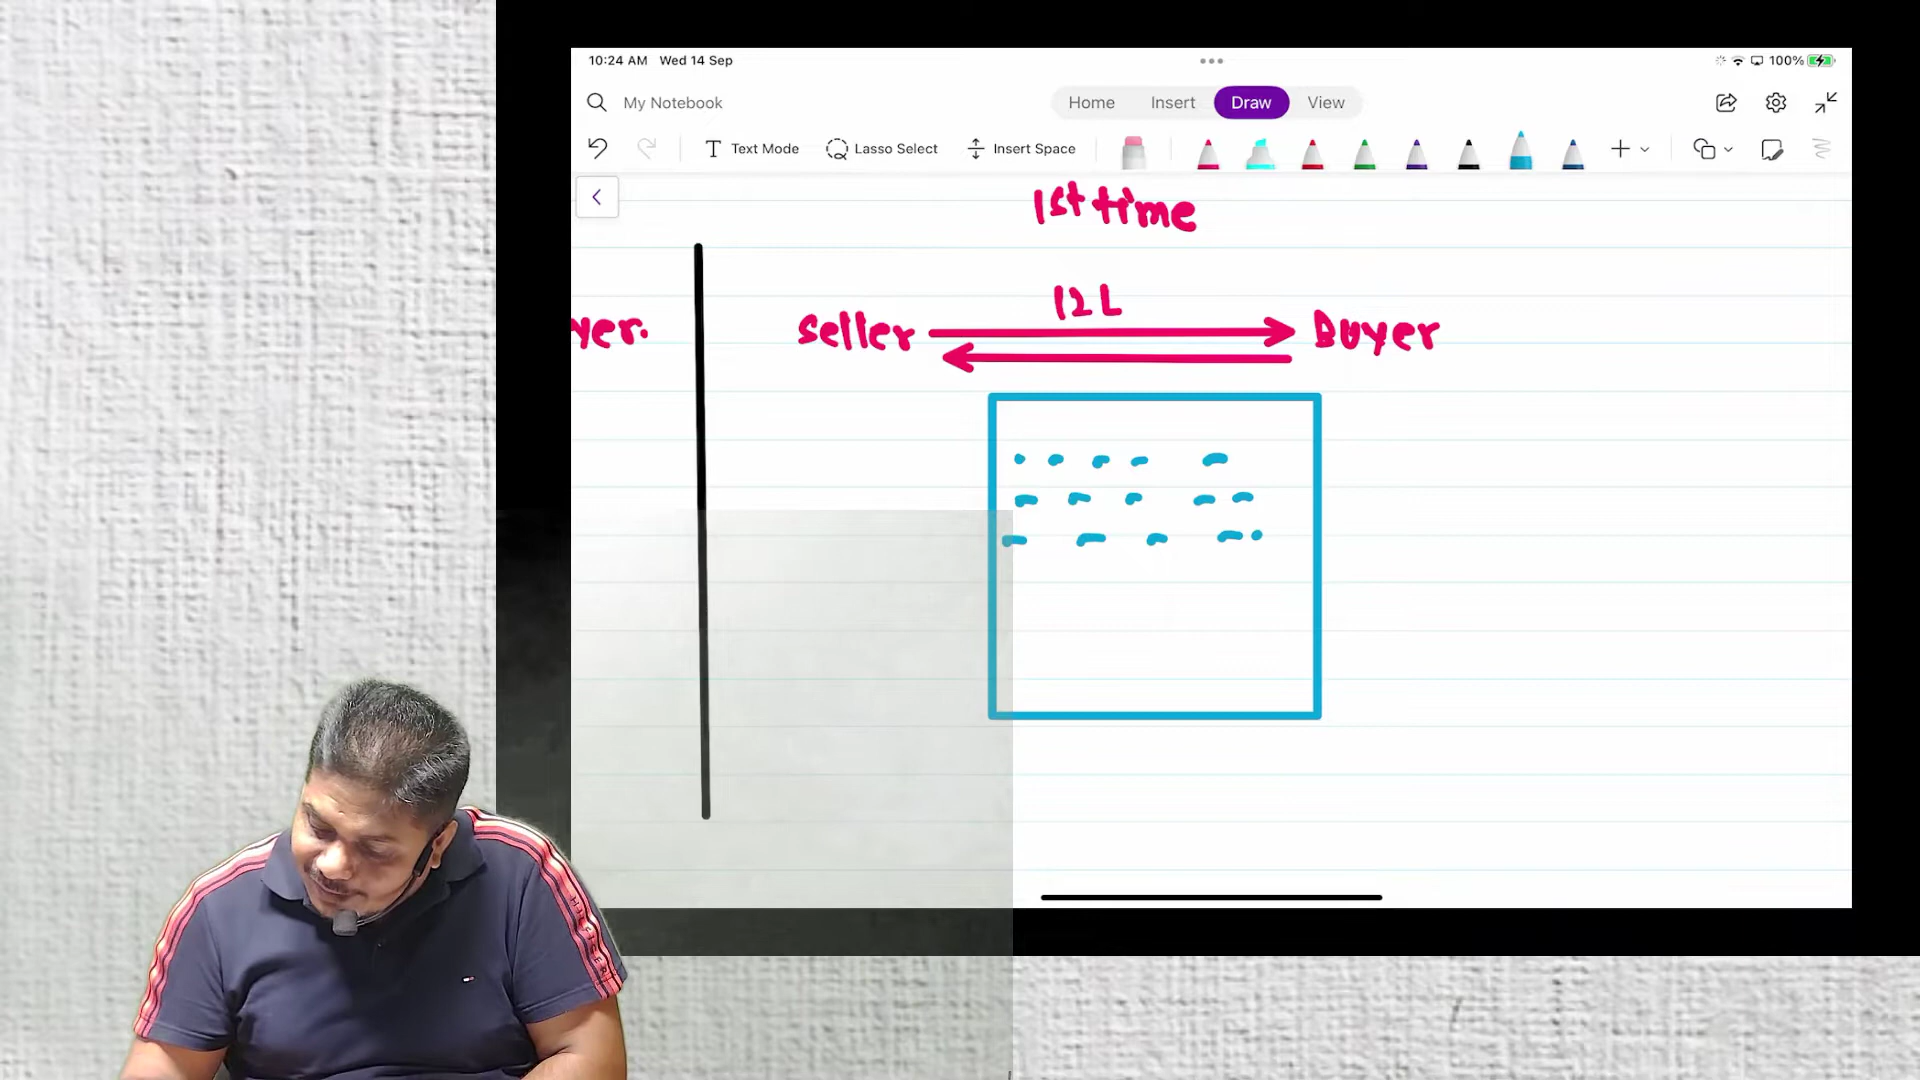 10:24 AM Wed 14 Sep
100%
My Notebook
Home Insert Draw View
Text Mode Lasso Select Insert Space
1st time
12 L
yer. Seller Buyer